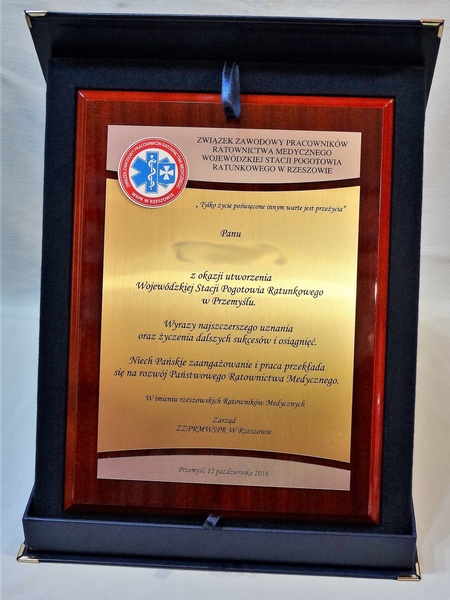 ZWIĄZEK ZAWODOWY PRACOWNIKÓW
RATOWNICTWA MEDYCZNEGO
WOJEWÓDZKIEJ STACJI POGOTOWIA
RATUNKOWEGO W RZESZOWIE
„Tylko życie poświęcone innym warte jest przeżycia”
Panu
z okazji utworzenia
Wojewódzkiej Stacji Pogotowia Ratunkowego
w Przemyślu.
Wyrazy najszczerszego uznania
oraz życzenia dalszych sukcesów i osiągnięć.
Niech Pańskie zaangażowanie i praca przekłada
się na rozwój Państwowego Ratownictwa Medycznego.
W imieniu rzeszowskich Ratowników Medycznych
Zarząd
ZZPRMWSPR W Rzeszowie
Przemyśl, 12 października 2018